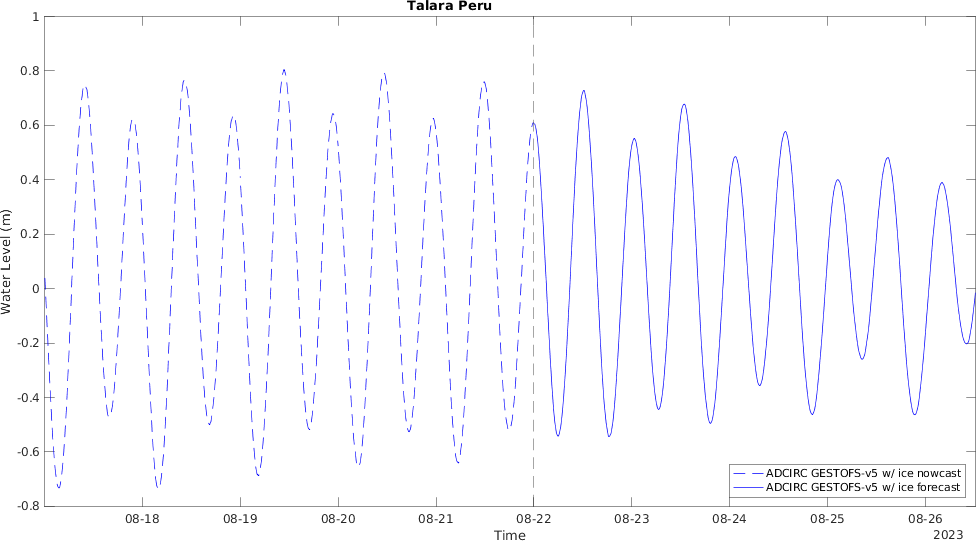 Talara Peru
1
0.8
0.6
0.4
0.2
0
-0.2
-0.4
-0.6
-0.8
Water Level (m)
ADCIRC GESTOFS-v5 w/ ice nowcast
ADCIRC GESTOFS-v5 w/ ice forecast
08-18 08-19 08-20 08-21 08-22 08-23 08-24 08-25 08-26
Time
2023